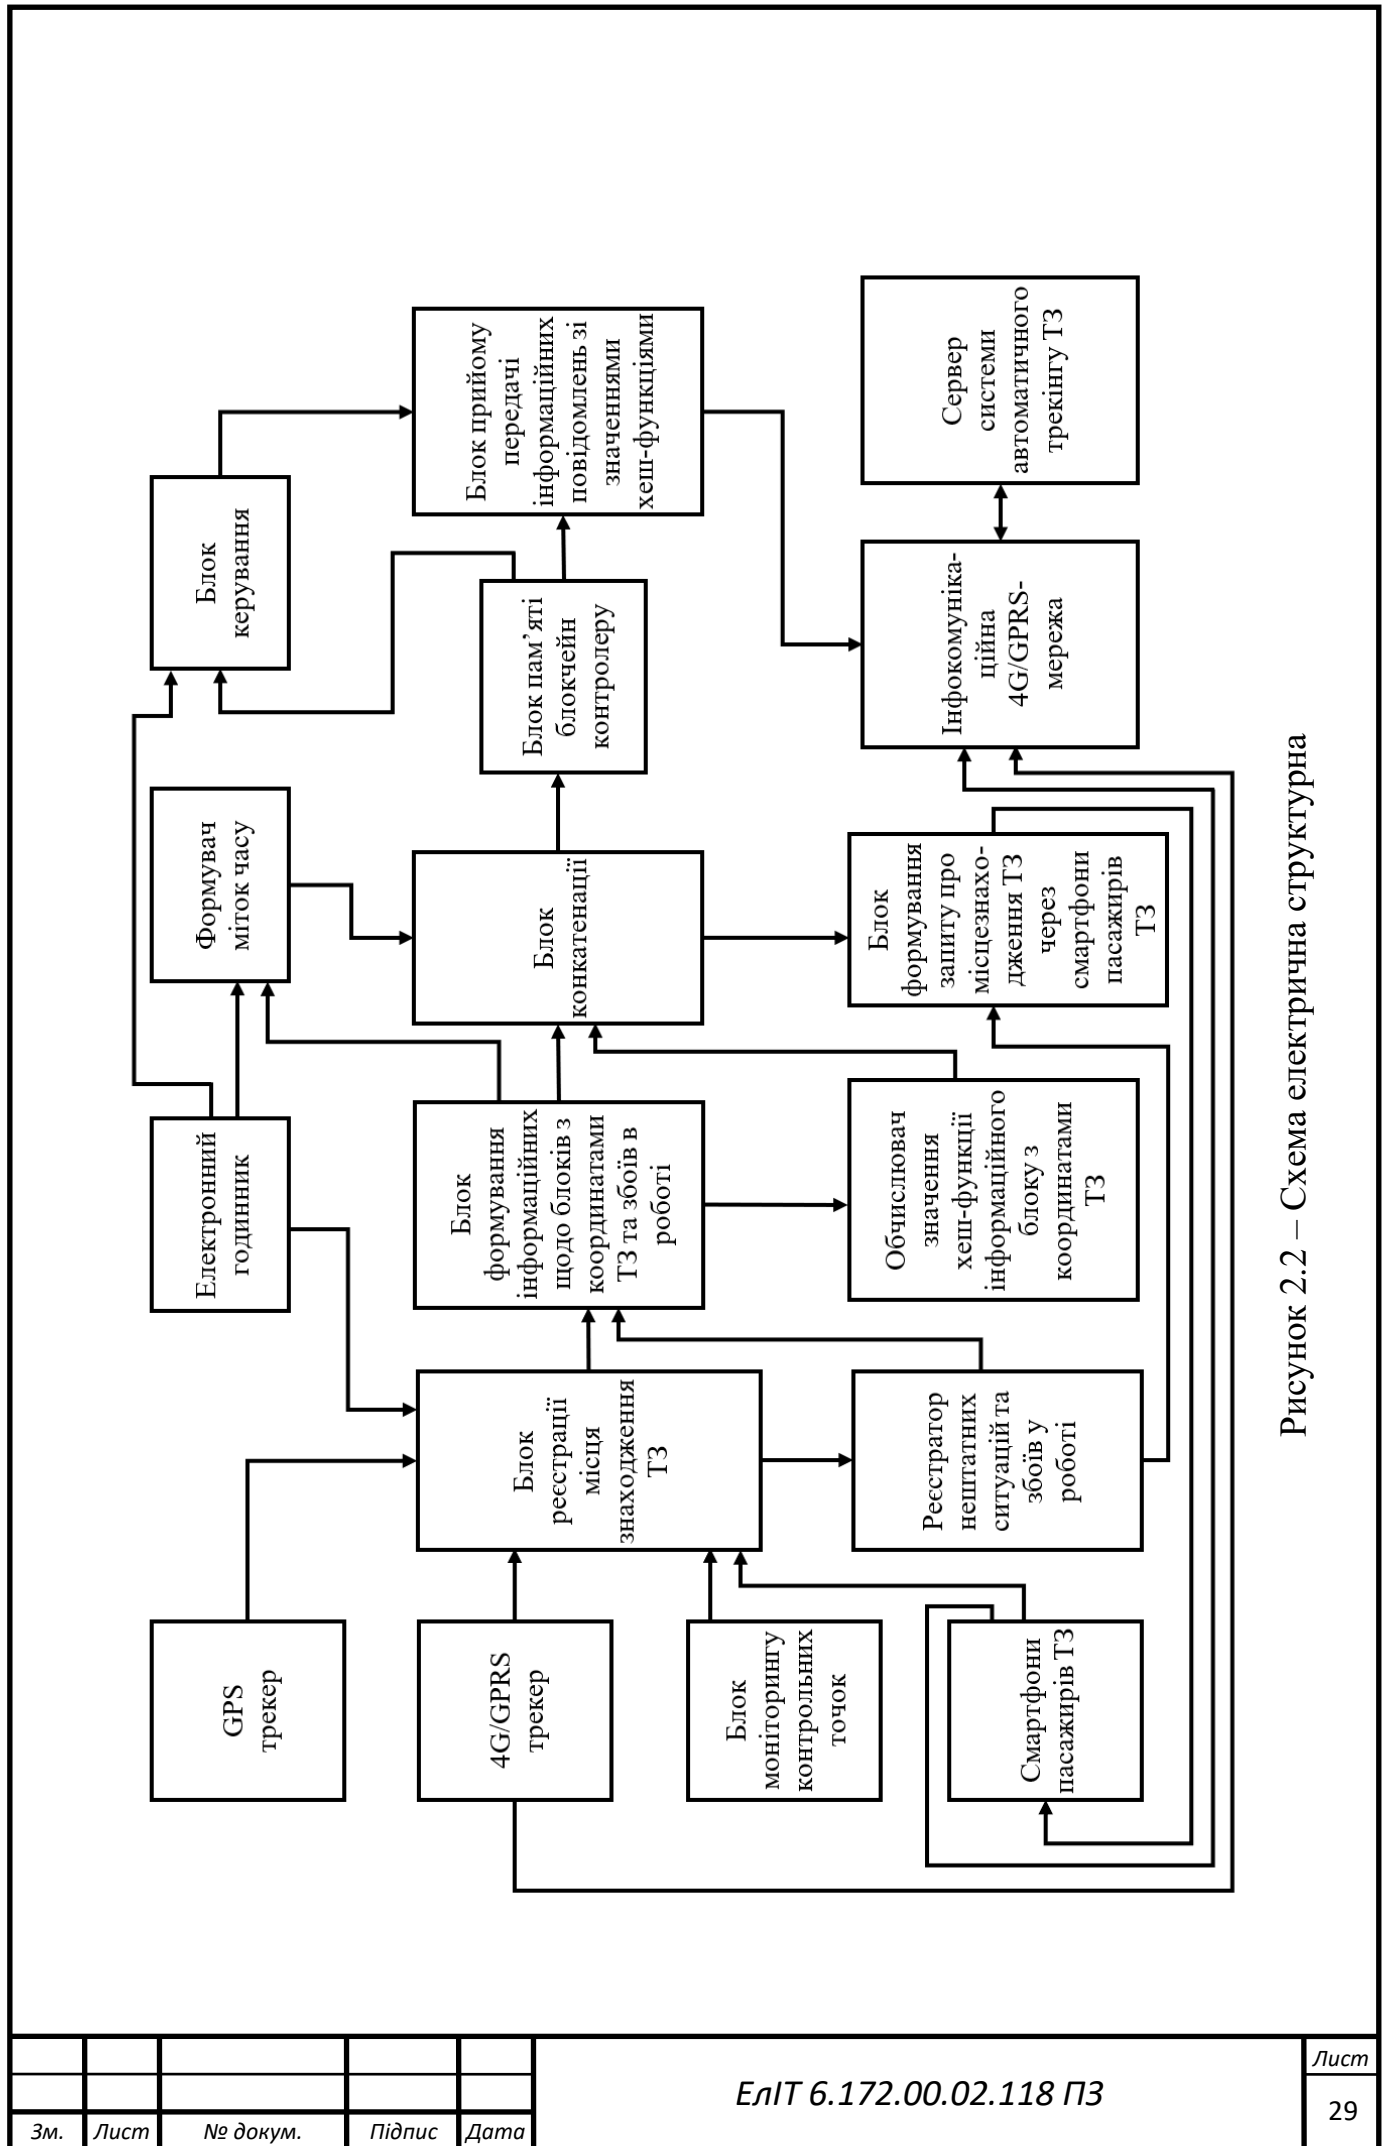 GPS
трекер
4G/GPRS
трекер
Блок
моніторингу
контрольних
точок
Смартфони
пасажирів ТЗ
Електронний
годинник
Блок
реєстрації
місця
знаходження
ТЗ
Реєстратор
нештатних
ситуацій та
збоїв у
роботі
Блок
формування
інформаційних
щодо блоків з
координатами
ТЗ та збоїв в
роботі
Обчислювач
значення
хеш-функції
інформаційного
блоку з
координатами
ТЗ
Формувач
міток часу
Блок
конкатенації
Блок
формування
запиту про
місцезнахо-
дження ТЗ
через
смартфони
пасажирів
ТЗ
Блок
керування
Блок пам’яті
блокчейн
контролеру
Блок прийому
передачі
інформаційних
повідомлень зі
значеннями
хеш-функціями
Інфокомуніка-
ційна
4G/GPRS-
мережа
Сервер
системи
автоматичного
трекінгу ТЗ
Рисунок 2.2 – Схема електрична структурна
Зм.
Лист
№ докум.
Підпис
Дата
ЕлІТ 6.172.00.02.118 ПЗ
Лист
29